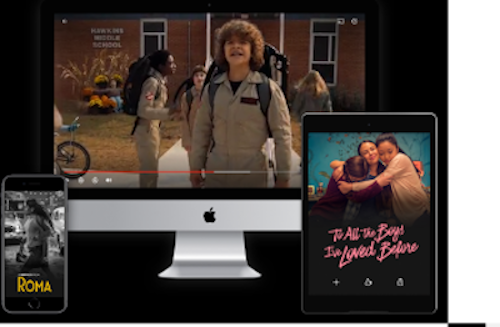 HAWKINS
MIDDLE
SCHOOL
To All The Boys
I've Loved Before
ROMA